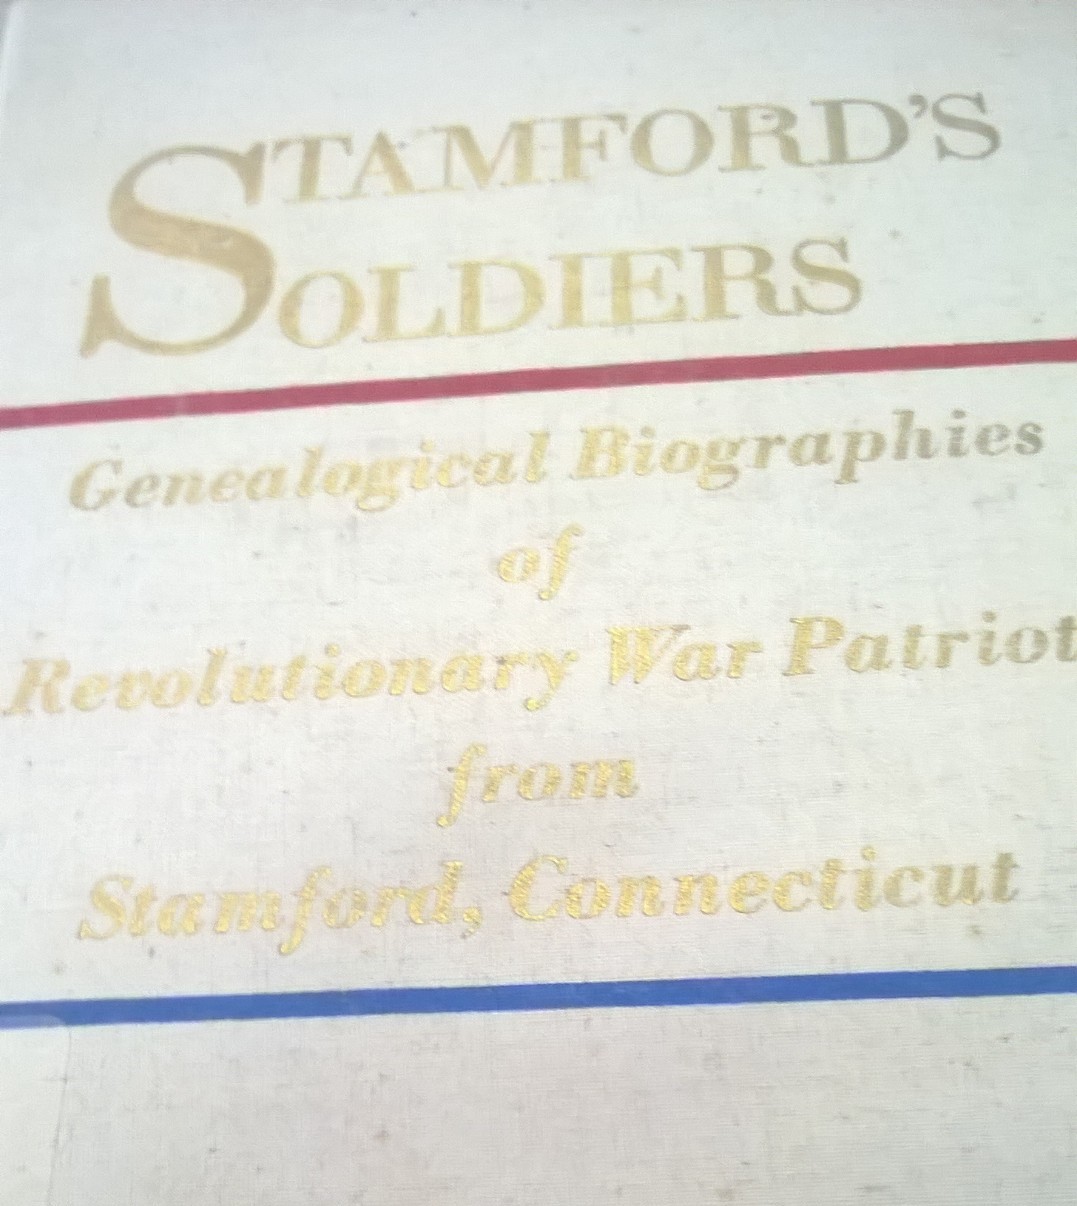 STAMFORD'S
SOLDIERS
Genealogical Biographies
of
Revolutionary War Patriot
from
Stamford, Connecticut